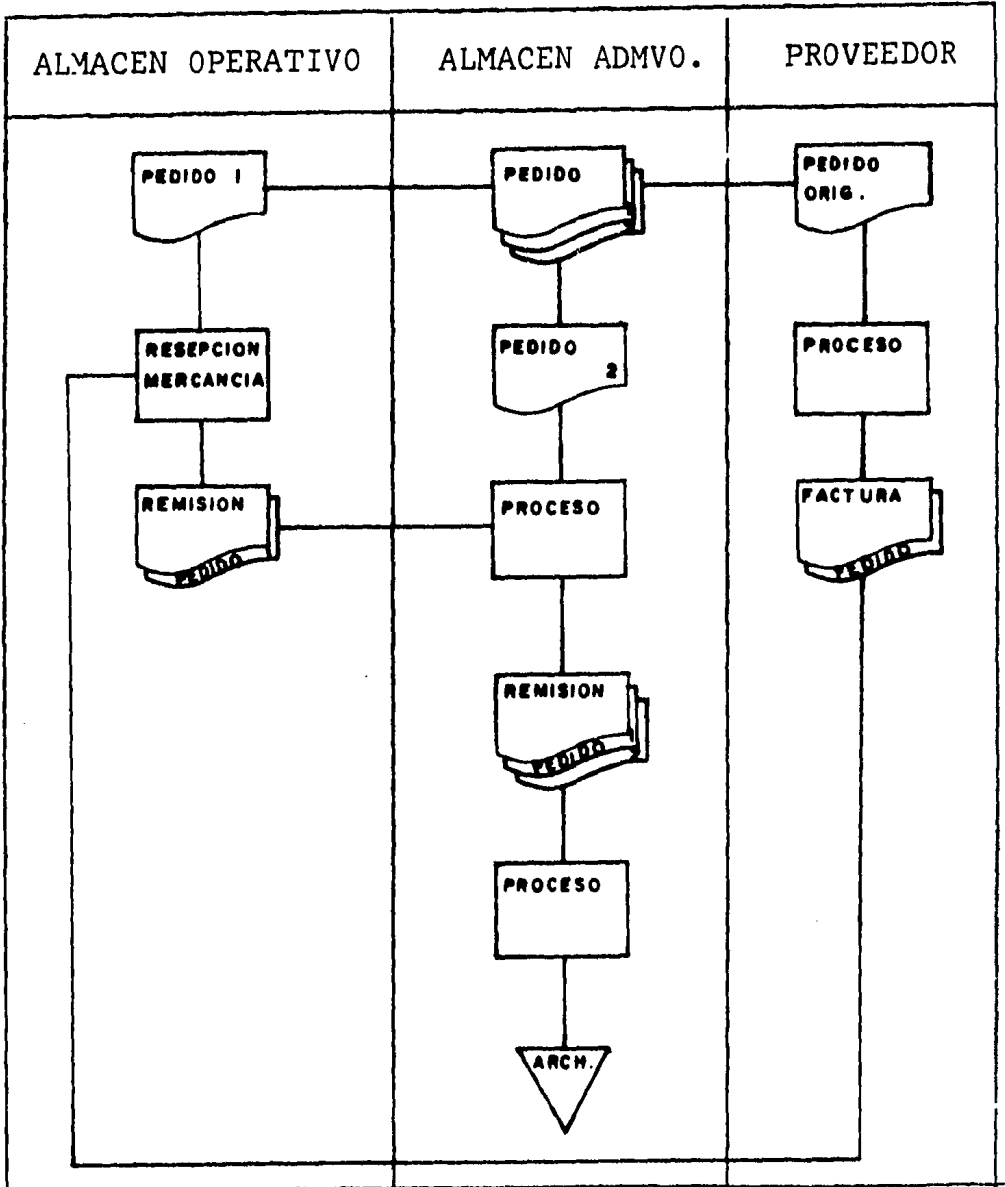 ALMACEN OPERATIVO
ALMACEN ADMVO.
PROVEEDOR
PEDIDO 1
PEDIDO
PEDIDO
ORIG.
RESEPCION
MERCANCIA
PEDIDO
2
PROCESO
REMISION
PEDIDO
PROCESO
FACTURA
PEDIDO
REMISION
PEDIDO
PROCESO
ARCH.